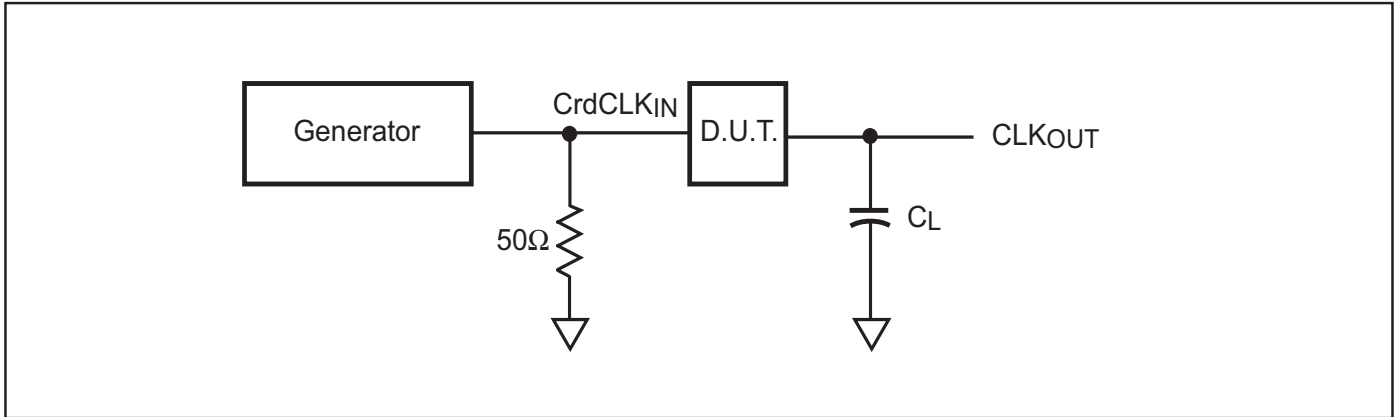 Generator
CrdCLKIN
D.U.T.
CLKOUT
50Ω
CL